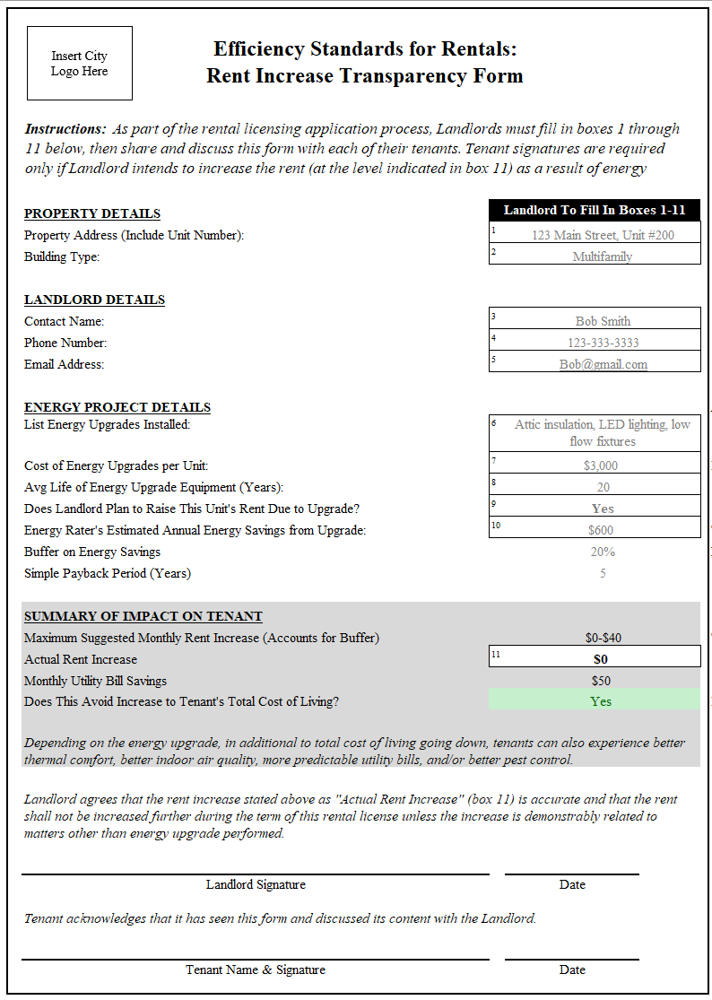 Insert City
Logo Here
Efficiency Standards for Rentals:
Rent Increase Transparency Form
Instructions: As part of the rental licensing application process, Landlords must fill in boxes 1 through
11 below, then share and discuss this form with each of their tenants. Tenant signatures are required
only if Landlord intends to increase the rent (at the level indicated in box 11) as a result of energy
PROPERTY DETAILS Landlord To Fill In Boxes 1-11
Property Address (Include Unit Number): 1 123 Main Street, Unit #200
Building Type: 2 Multifamily
LANDLORD DETAILS
Contact Name: 3 Bob Smith
Phone Number: 4 123-333-3333
Email Address: 5 Bob@gmail.com
ENERGY PROJECT DETAILS
List Energy Upgrades Installed: 6 Attic insulation, LED lighting, low
flow fixtures
Cost of Energy Upgrades per Unit: 7 $3,000
Avg Life of Energy Upgrade Equipment (Years): 8 20
Does Landlord Plan to Raise This Unit's Rent Due to Upgrade? 9 Yes
Energy Rater's Estimated Annual Energy Savings from Upgrade: 10 $600
Buffer on Energy Savings 20%
Simple Payback Period (Years) 5
SUMMARY OF IMPACT ON TENANT
Maximum Suggested Monthly Rent Increase (Accounts for Buffer) $0-$40
Actual Rent Increase 11 $0
Monthly Utility Bill Savings $50
Does This Avoid Increase to Tenant's Total Cost of Living? Yes
Depending on the energy upgrade, in additional to total cost of living going down, tenants can also experience better
thermal comfort, better indoor air quality, more predictable utility bills, and/or better pest control.
Landlord agrees that the rent increase stated above as "Actual Rent Increase" (box 11) is accurate and that the rent
shall not be increased further during the term of this rental license unless the increase is demonstrably related to
matters other than energy upgrade performed.
Landlord Signature Date
Tenant acknowledges that it has seen this form and discussed its content with the Landlord.
Tenant Name & Signature Date